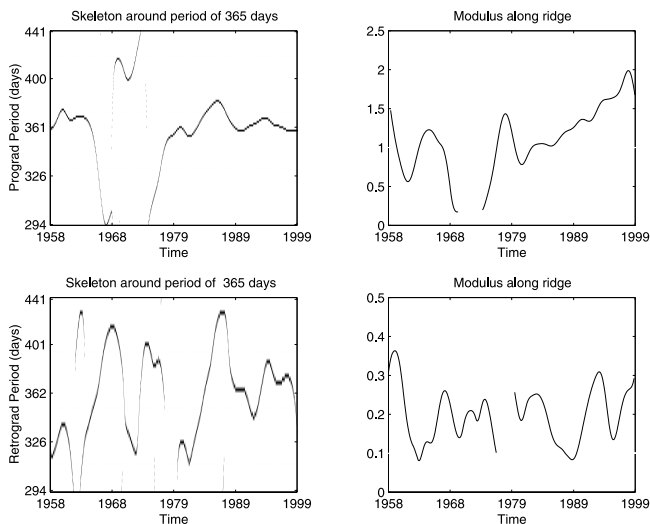 Skeleton around period of 365 days
Prograd Period (days)
441
400
361
326
294
1958 1968 1979 1989 1999
Time
Modulus along ridge
2.5
2
1.5
1
0.5
0
1958 1968 1979 1989 1999
Time
Skeleton around period of 365 days
Retrograd Period (days)
441
401
362
326
294
1958 1968 1979 1989 1999
Time
Modulus along ridge
0.5
0.4
0.3
0.2
0.1
0
1958 1968 1979 1989 1999
Time